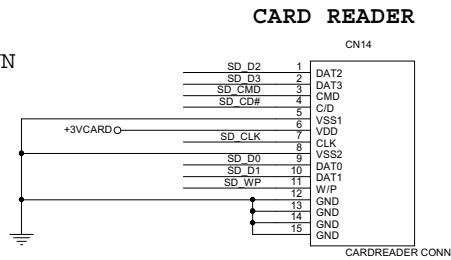 CARD READER
CN14
SD_D2 1 DAT2
SD_D3 2 DAT3
SD_CMD 3 CMD
SD_CD# 4 C/D
5 VSS1
+3VCARD 6 VDD
SD_CLK 7 CLK
8 VSS2
SD_D0 9 DAT0
SD_D1 10 DAT1
SD_WP 11 W/P
12 GND
13 GND
14 GND
15 GND
CARDREADER CONN